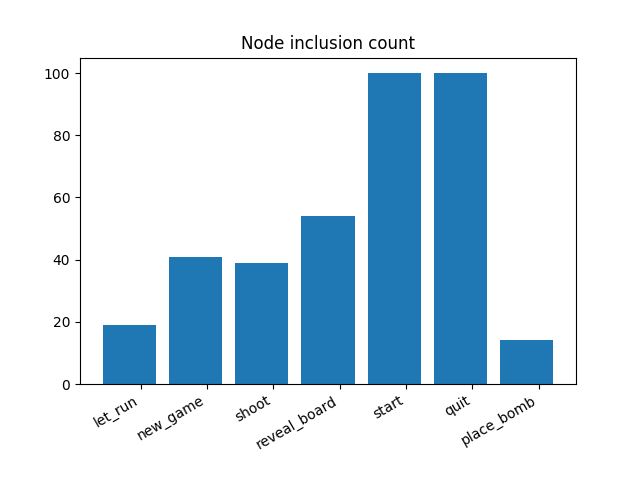 Node inclusion count
100
80
60
40
20
0
let_run
new_game
shoot
reveal_board
start
quit
place_bomb